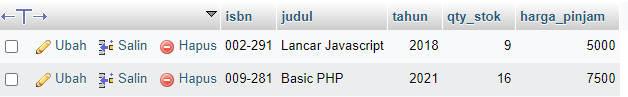 isbn judul tahun qty_stok harga_pinjam
Ubah Salin Hapus 002-291 Lancar Javascript 2018 9 5000
Ubah Salin Hapus 009-281 Basic PHP 2021 16 7500